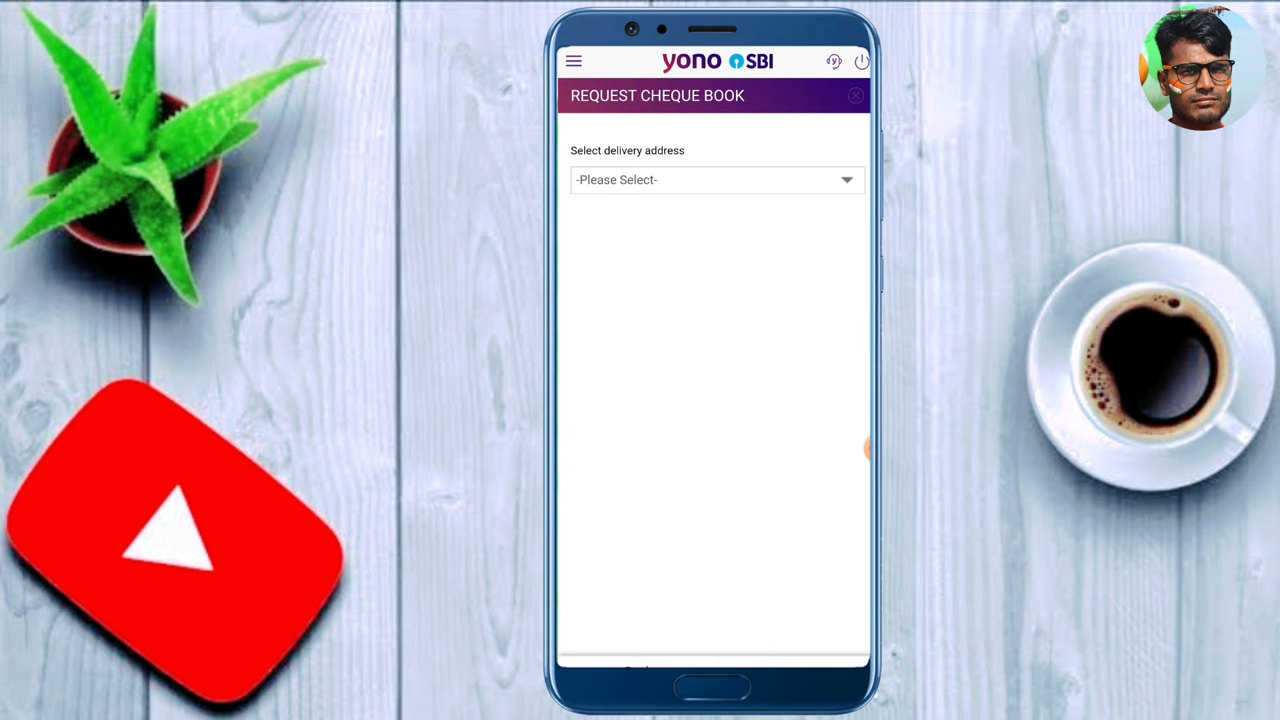 yono SBI
REQUEST CHEQUE BOOK
Select delivery address
-Please Select-